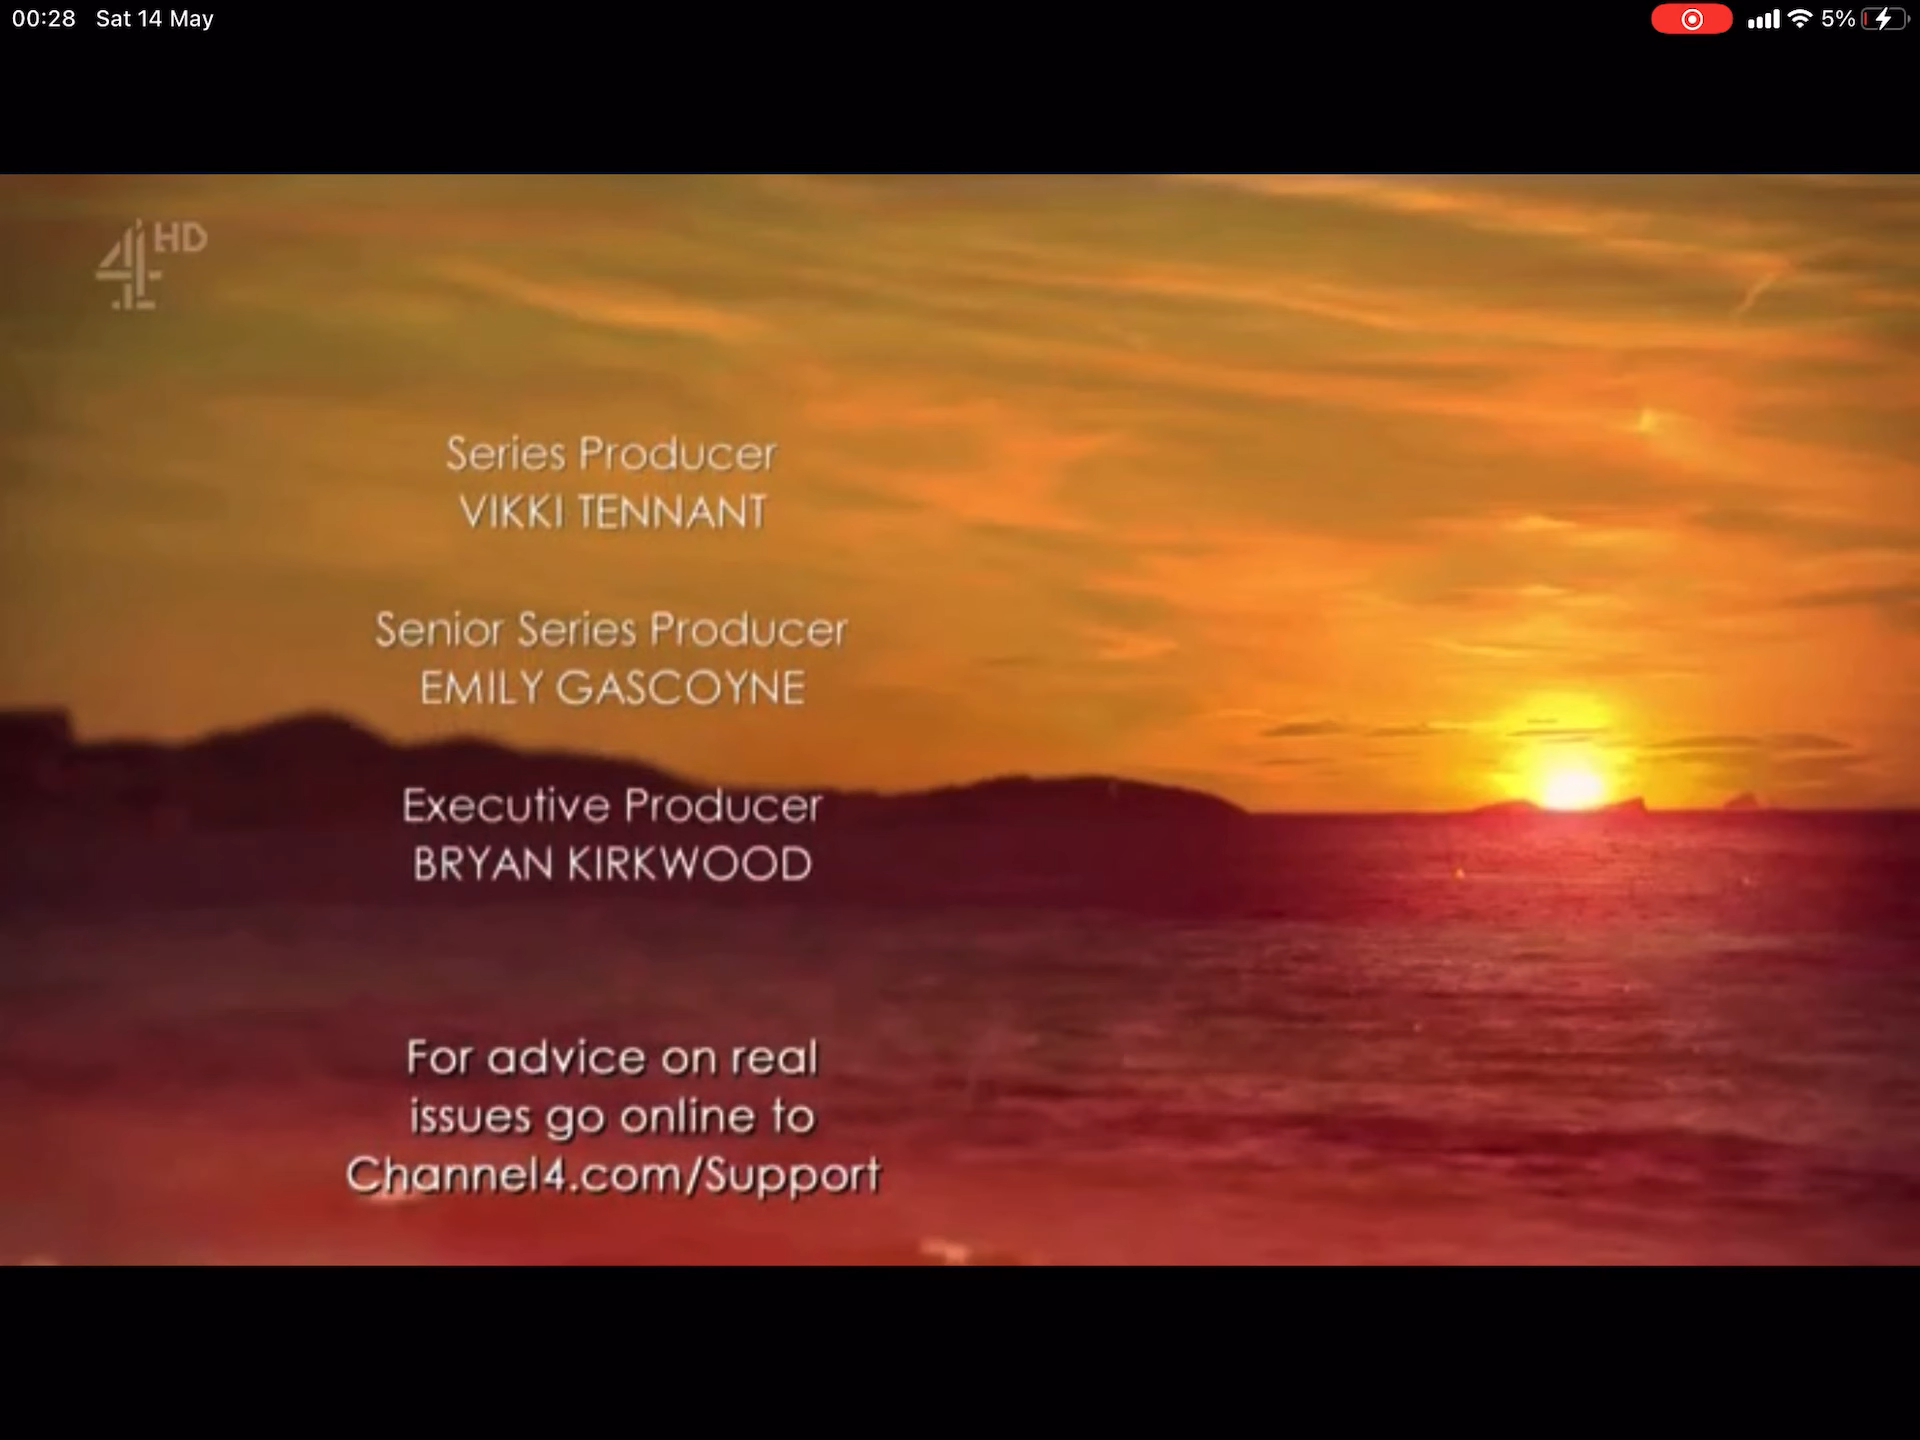 00:28 Sat 14 May
5%
4 HD
Series Producer
VIKKI TENNANT
Senior Series Producer
EMILY GASCOYNE
Executive Producer
BRYAN KIRKWOOD
For advice on real
issues go online to
Channel4.com/Support